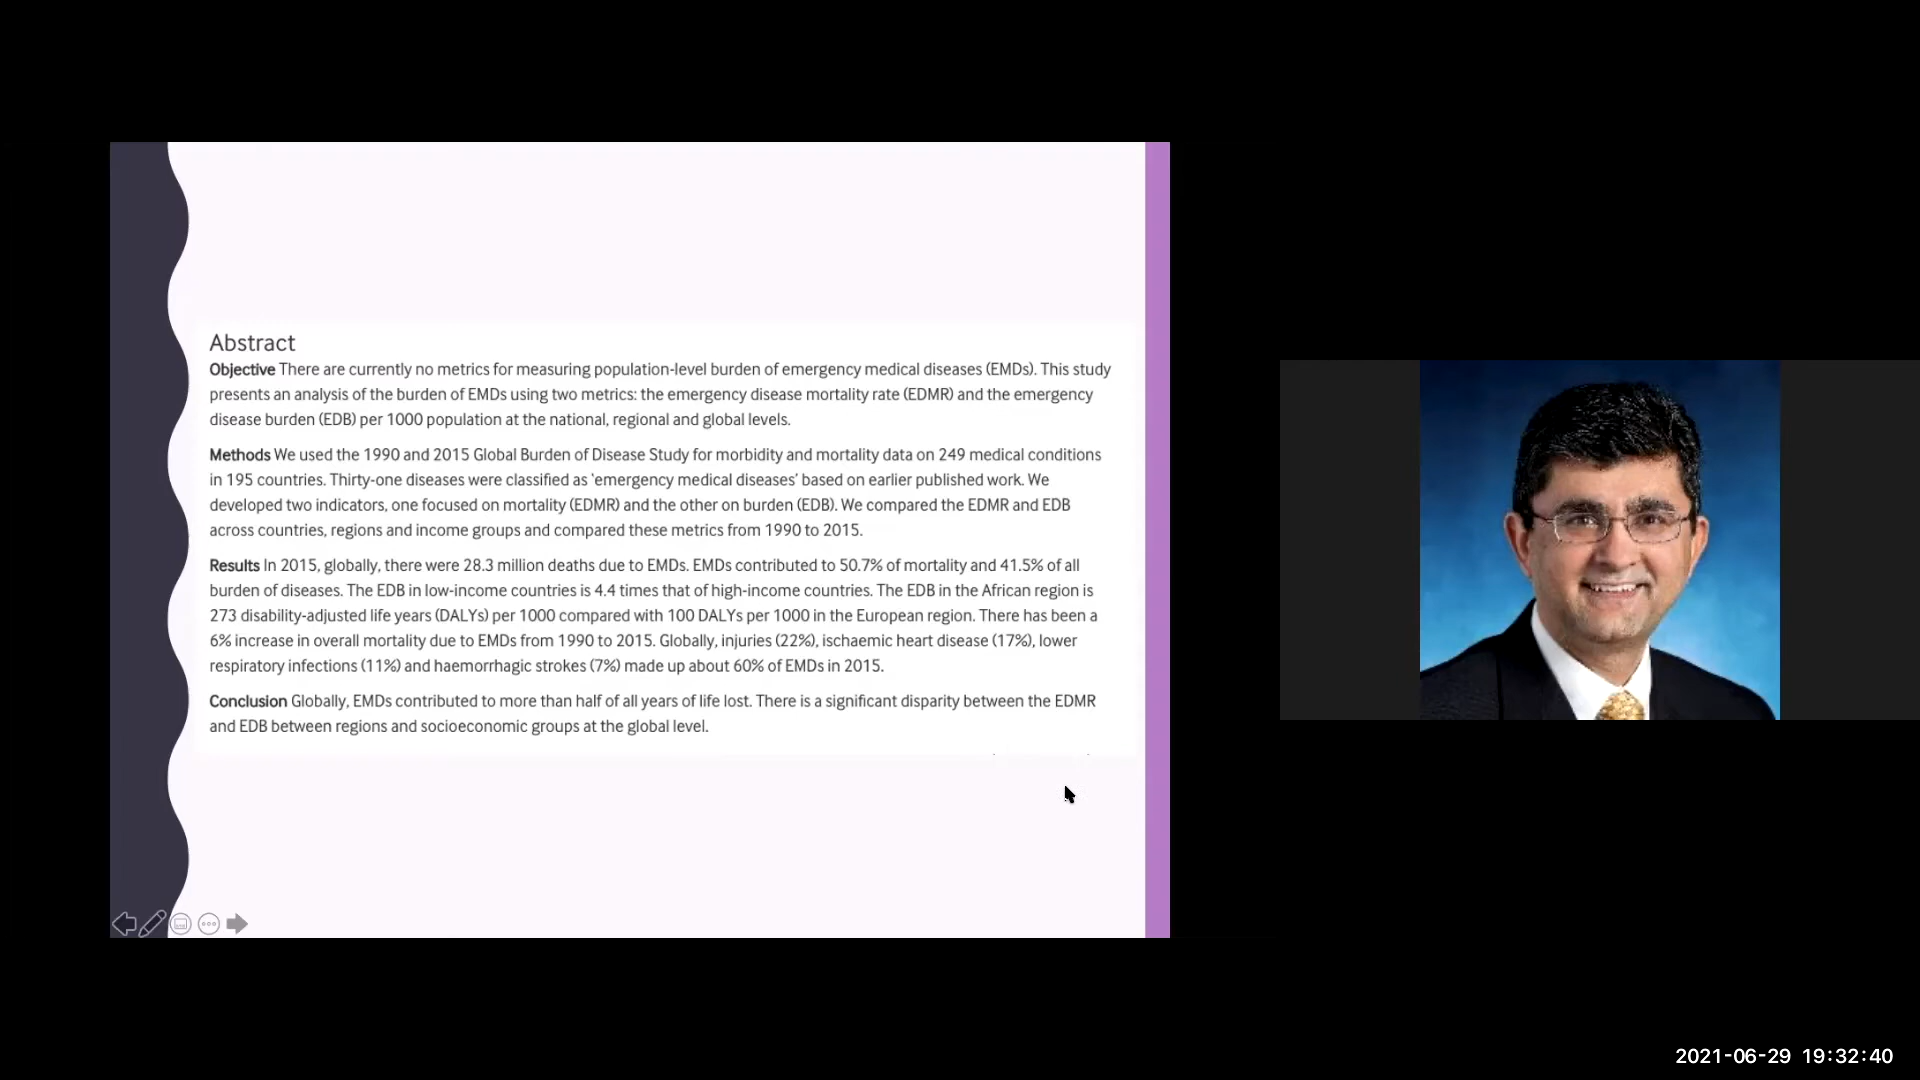 Abstract
Objective There are currently no metrics for measuring population-level burden of emergency medical diseases (EMDs). This study
presents an analysis of the burden of EMDs using two metrics: the emergency disease mortality rate (EDMR) and the emergency
disease burden (EDB) per 1000 population at the national, regional and global levels.
Methods We used the 1990 and 2015 Global Burden of Disease Study for morbidity and mortality data on 249 medical conditions
in 195 countries. Thirty-one diseases were classified as ‘emergency medical diseases’ based on earlier published work. We
developed two indicators, one focused on mortality (EDMR) and the other on burden (EDB). We compared the EDMR and EDB
across countries, regions and income groups and compared these metrics from 1990 to 2015.
Results In 2015, globally, there were 28.3 million deaths due to EMDs. EMDs contributed to 50.7% of mortality and 41.5% of all
burden of diseases. The EDB in low-income countries is 4.4 times that of high-income countries. The EDB in the African region is
273 disability-adjusted life years (DALYs) per 1000 compared with 100 DALYs per 1000 in the European region. There has been a
6% increase in overall mortality due to EMDs from 1990 to 2015. Globally, injuries (22%), ischaemic heart disease (17%), lower
respiratory infections (11%) and haemorrhagic strokes (7%) made up about 60% of EMDs in 2015.
Conclusion Globally, EMDs contributed to more than half of all years of life lost. There is a significant disparity between the EDMR
and EDB between regions and socioeconomic groups at the global level.
2021-06-29 19:32:40